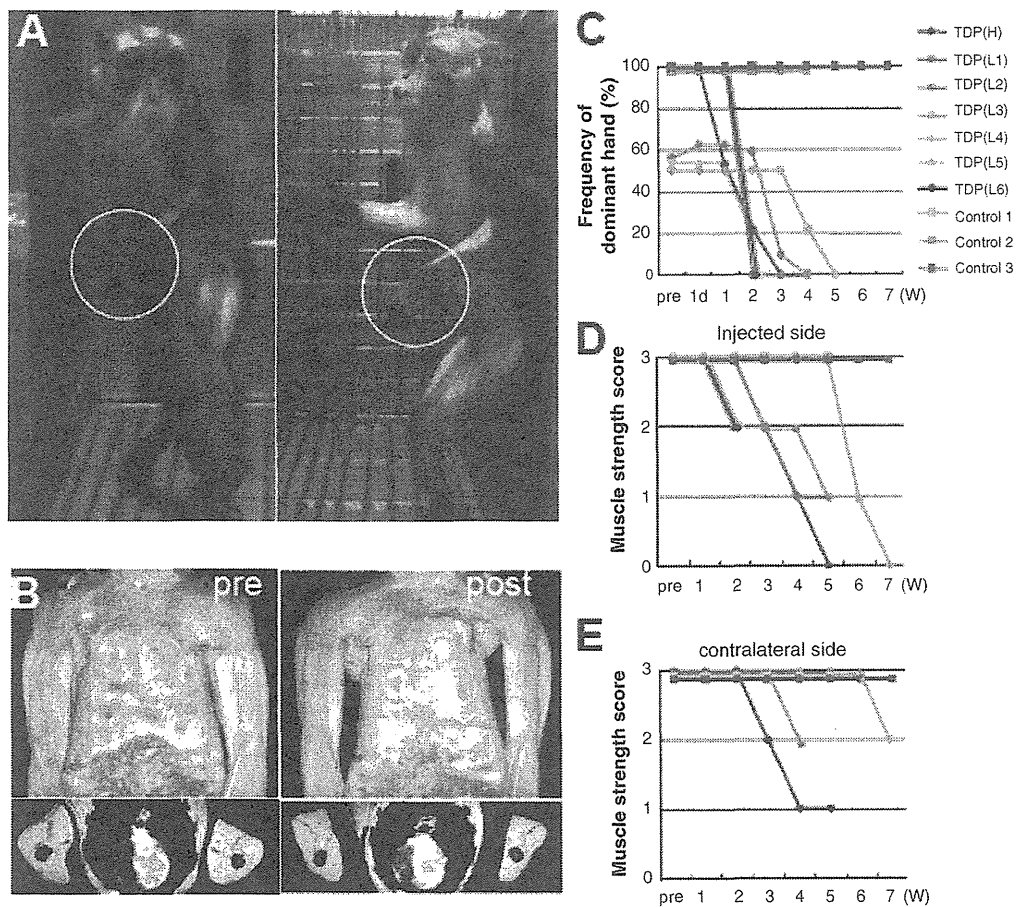 A
B
pre
post
C
Frequency of
dominant hand (%)
100
80
60
40
20
0
pre 1d 1 2 3 4 5 6 7 (W)
TDP(H)
TDP(L1)
TDP(L2)
TDP(L3)
TDP(L4)
TDP(L5)
TDP(L6)
Control 1
Control 2
Control 3
D
Injected side
Muscle strength score
3
2
1
0
pre 1 2 3 4 5 6 7 (W)
E
contralateral side
Muscle strength score
3
2
1
0
pre 1 2 3 4 5 6 7 (W)